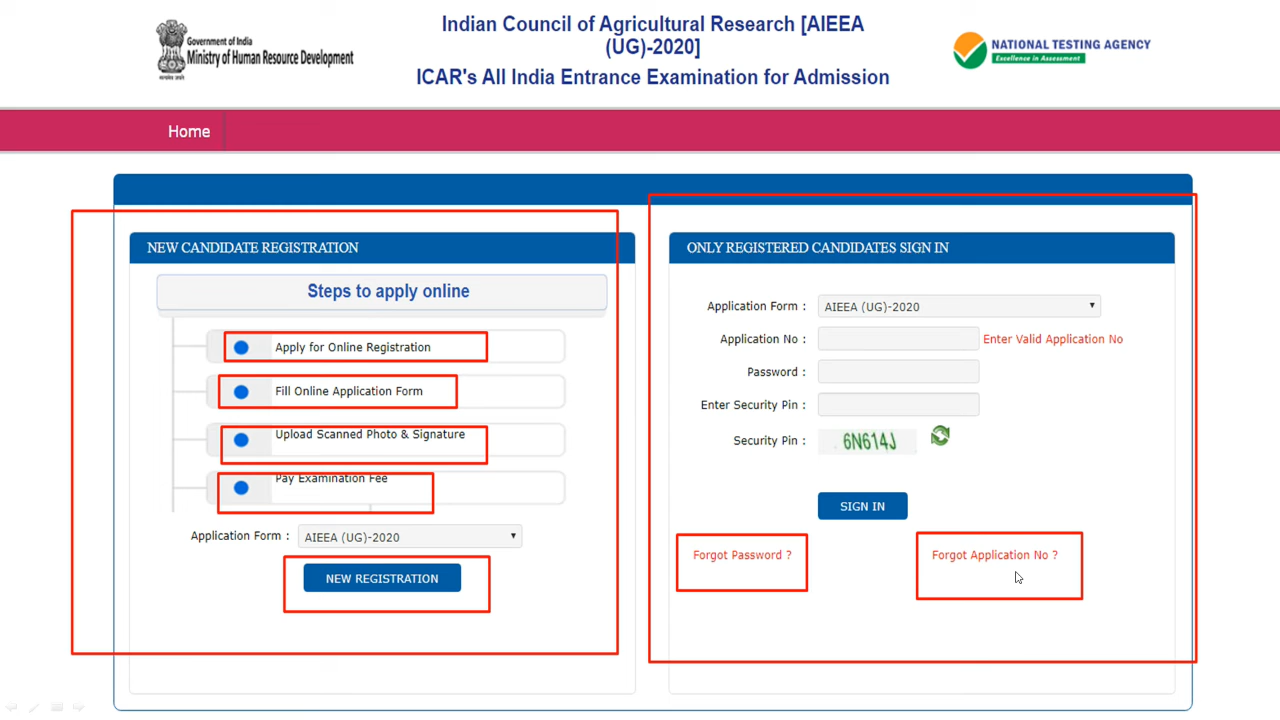 Government of India
Ministry of Human Resource Development
Indian Council of Agricultural Research [AIEEA
(UG)-2020]
ICAR's All India Entrance Examination for Admission
NATIONAL TESTING AGENCY
Excellence in Assessment
Home
NEW CANDIDATE REGISTRATION
Steps to apply online
Apply for Online Registration
Fill Online Application Form
Upload Scanned Photo & Signature
Pay Examination Fee
Application Form : AIEEA (UG)-2020
NEW REGISTRATION
ONLY REGISTERED CANDIDATES SIGN IN
Application Form : AIEEA (UG)-2020
Application No : Enter Valid Application No
Password :
Enter Security Pin :
Security Pin : 6N614J
SIGN IN
Forgot Password ? Forgot Application No ?